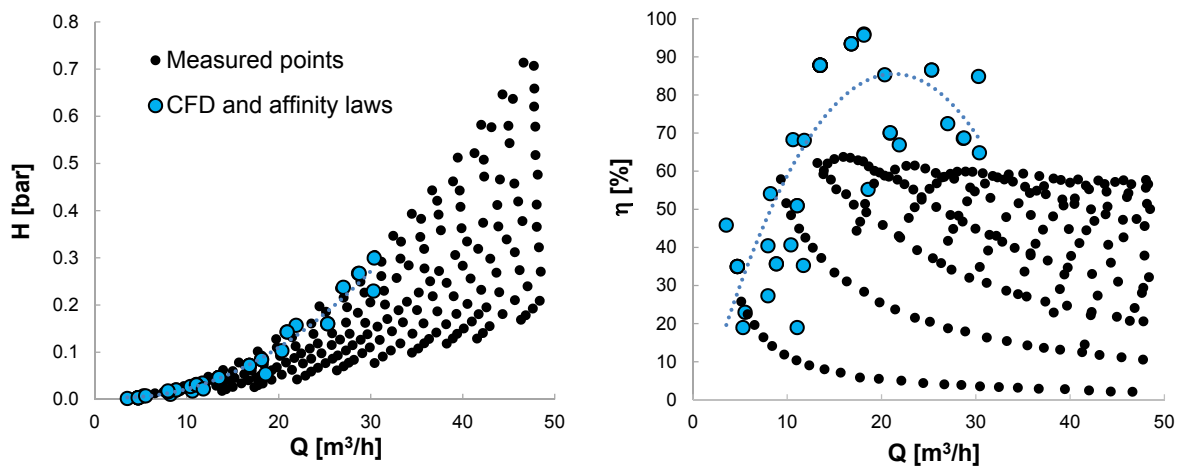 0.8
0.7
0.6
0.5
0.4
0.3
0.2
0.1
0.0
H [bar]
Measured points
CFD and affinity laws
0 10 20 30 40 50
Q [m³/h]
100
90
80
70
60
50
40
30
20
10
0
η [%]
0 10 20 30 40 50
Q [m³/h]